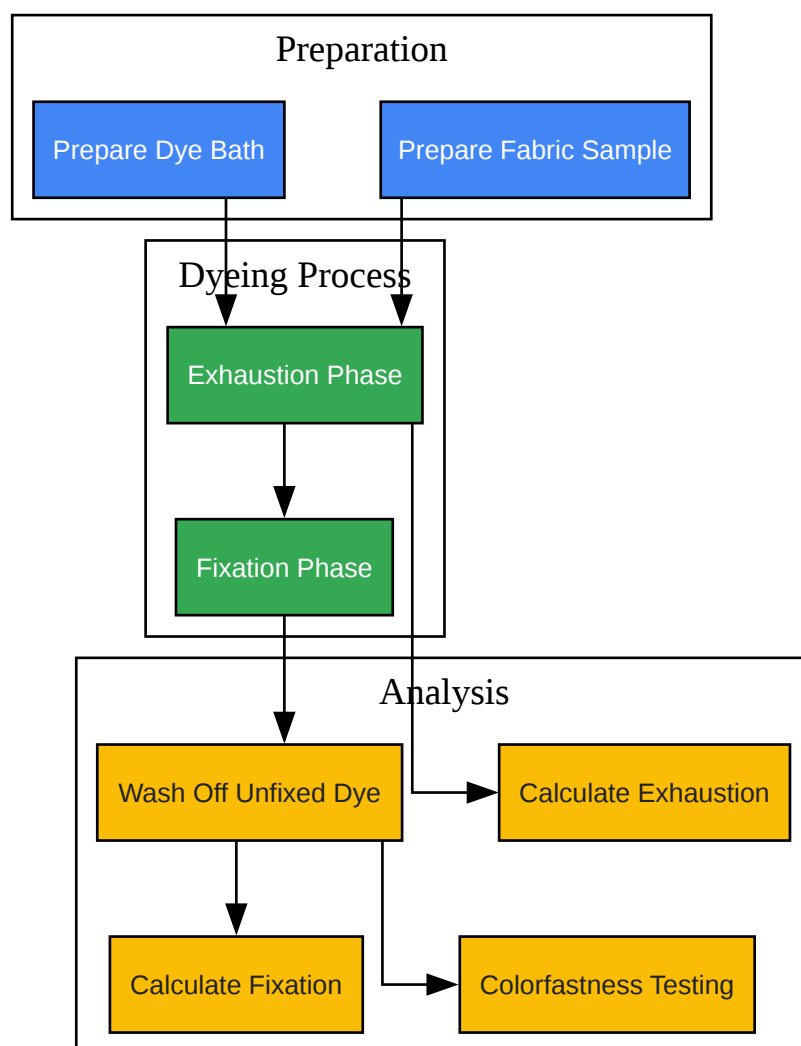 Preparation
Prepare Dye Bath
Prepare Fabric Sample
Dyeing Process
Exhaustion Phase
Fixation Phase
Analysis
Wash Off Unfixed Dye
Calculate Exhaustion
Calculate Fixation
Colorfastness Testing